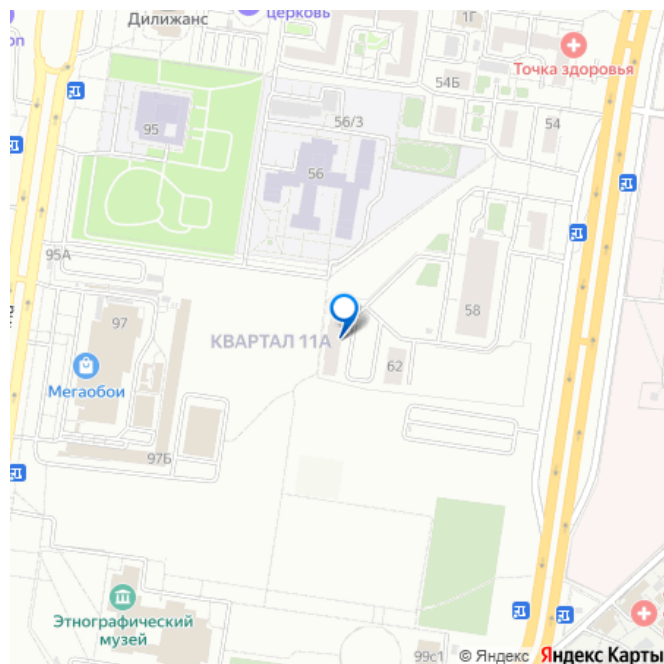 Дилижанс
церковь
1Г
Точка здоровья
54Б
56/3
54
95
56
95А
58
97
КВАРТАЛ 11А
62
Мегаобои
97Б
Этнографический
музей
99с1
© Яндекс Яндекс Карты